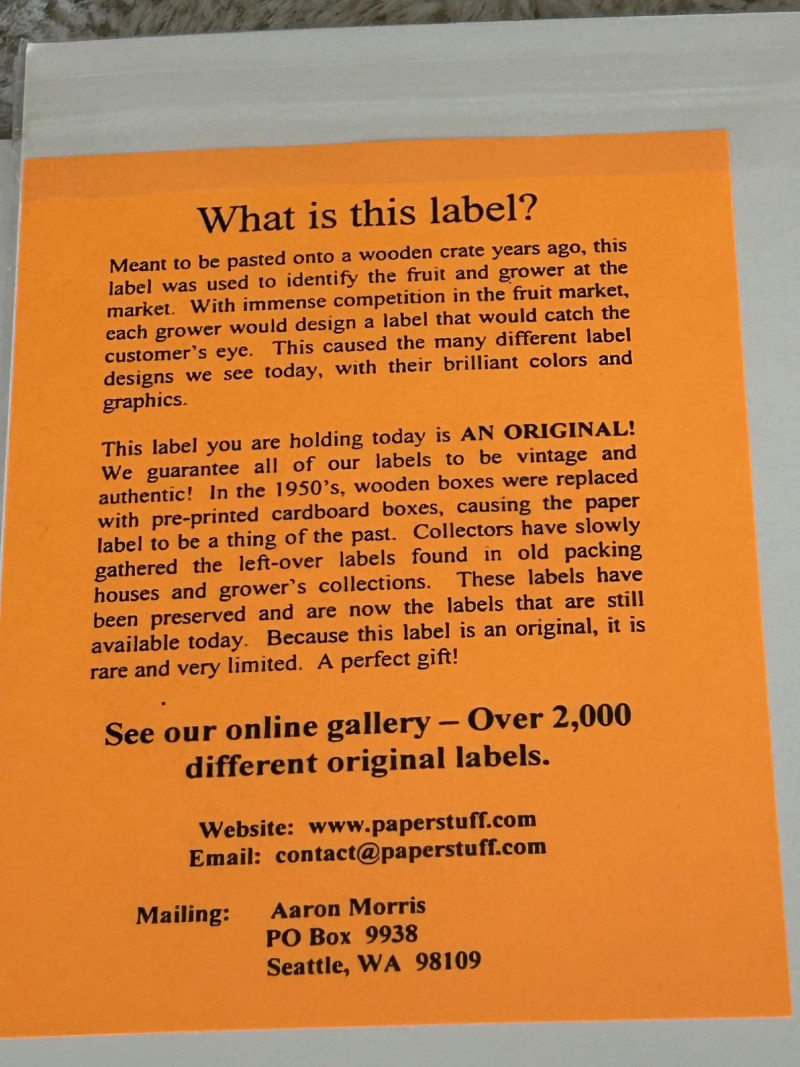 What is this label?
Meant to be pasted onto a wooden crate years ago, this
label was used to identify the fruit and grower at the
market. With immense competition in the fruit market,
each grower would design a label that would catch the
customer's eye. This caused the many different label
designs we see today, with their brilliant colors and
graphics.
This label you are holding today is AN ORIGINAL!
We guarantee all of our labels to be vintage and
authentic! In the 1950's, wooden boxes were replaced
with pre-printed cardboard boxes, causing the paper
label to be a thing of the past. Collectors have slowly
gathered the left-over labels found in old packing
houses and grower's collections. These labels have
been preserved and are now the labels that are still
available today. Because this label is an original, it is
rare and very limited. A perfect gift!
See our online gallery – Over 2,000
different original labels.
Website: www.paperstuff.com
Email: contact@paperstuff.com
Mailing: Aaron Morris
PO Box 9938
Seattle, WA 98109